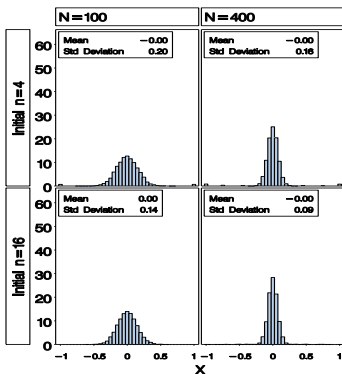 N=100 N=400
Initial n=4
60
50
40
30
20
10
0
Mean −0.00
Std Deviation 0.20
Mean −0.00
Std Deviation 0.16
Initial n=16
60
50
40
30
20
10
0
Mean 0.00
Std Deviation 0.14
Mean −0.00
Std Deviation 0.09
−1 −0.5 0 0.5 1 −1 −0.5 0 0.5 1
X